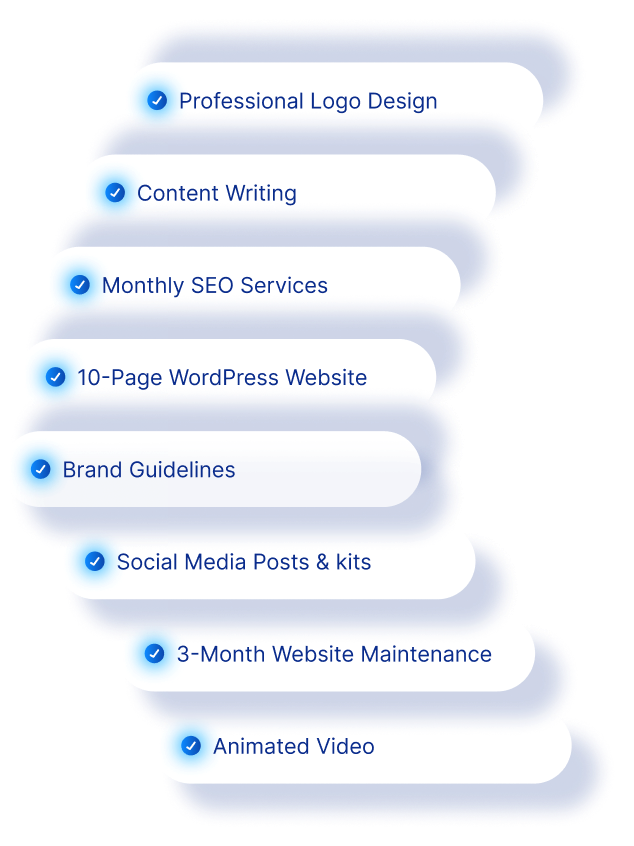 Professional Logo Design
Content Writing
Monthly SEO Services
10-Page WordPress Website
Brand Guidelines
Social Media Posts & kits
3-Month Website Maintenance
Animated Video